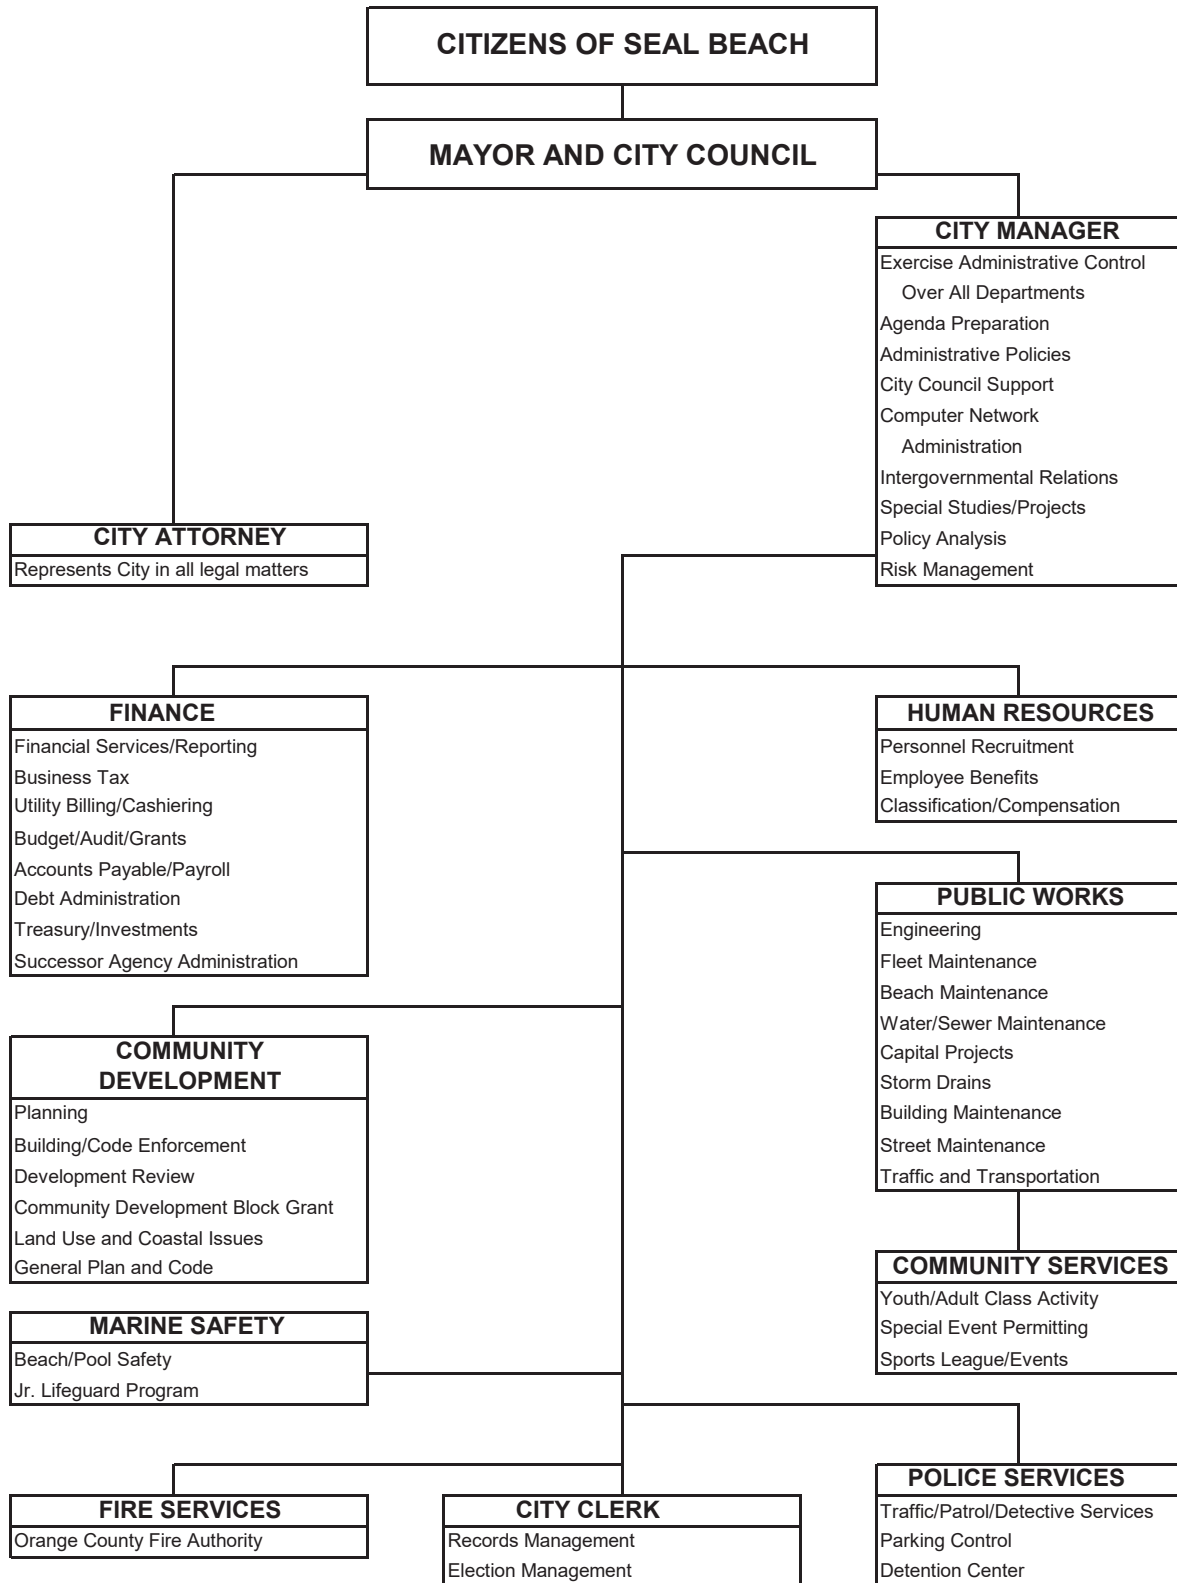 CITIZENS OF SEAL BEACH
MAYOR AND CITY COUNCIL
CITY MANAGER
Exercise Administrative Control
Over All Departments
Agenda Preparation
Administrative Policies
City Council Support
Computer Network
Administration
Intergovernmental Relations
Special Studies/Projects
Policy Analysis
Risk Management
CITY ATTORNEY
Represents City in all legal matters
FINANCE
Financial Services/Reporting
Business Tax
Utility Billing/Cashiering
Budget/Audit/Grants
Accounts Payable/Payroll
Debt Administration
Treasury/Investments
Successor Agency Administration
HUMAN RESOURCES
Personnel Recruitment
Employee Benefits
Classification/Compensation
PUBLIC WORKS
Engineering
Fleet Maintenance
Beach Maintenance
Water/Sewer Maintenance
Capital Projects
Storm Drains
Building Maintenance
Street Maintenance
Traffic and Transportation
COMMUNITY
DEVELOPMENT
Planning
Building/Code Enforcement
Development Review
Community Development Block Grant
Land Use and Coastal Issues
General Plan and Code
COMMUNITY SERVICES
Youth/Adult Class Activity
Special Event Permitting
Sports League/Events
MARINE SAFETY
Beach/Pool Safety
Jr. Lifeguard Program
FIRE SERVICES
Orange County Fire Authority
CITY CLERK
Records Management
Election Management
POLICE SERVICES
Traffic/Patrol/Detective Services
Parking Control
Detention Center